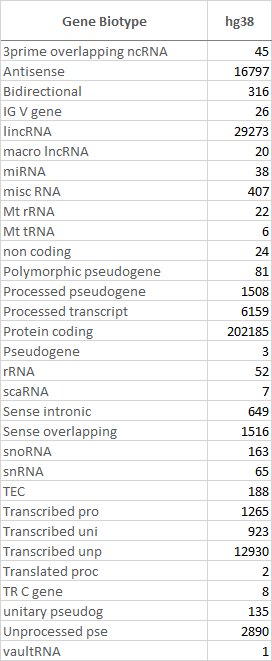 Gene Biotype hg38
3prime overlapping ncRNA 45
Antisense 16797
Bidirectional 316
IG V gene 26
lincRNA 29273
macro lncRNA 20
miRNA 38
misc RNA 407
Mt rRNA 22
Mt tRNA 6
non coding 24
Polymorphic pseudogene 81
Processed pseudogene 1508
Processed transcript 6159
Protein coding 202185
Pseudogene 3
rRNA 52
scaRNA 7
Sense intronic 649
Sense overlapping 1516
snoRNA 163
snRNA 65
TEC 188
Transcribed pro 1265
Transcribed uni 923
Transcribed unp 12930
Translated proc 2
TR C gene 8
unitary pseudog 135
Unprocessed pse 2890
vaultRNA 1